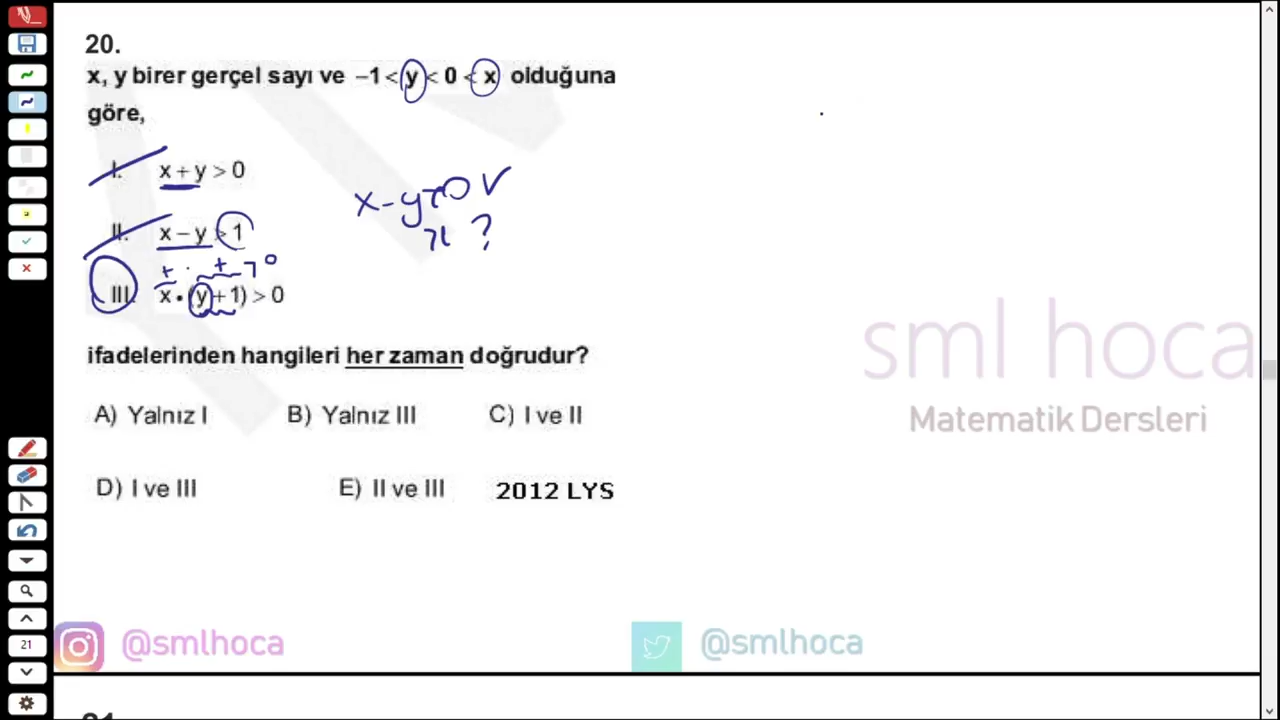 20.
x, y birer gerçel sayı ve −1 < y < 0 < x olduğuna
göre,
I. x + y > 0
x − y > 0 √
II. x − y > 1
>1 ?
+ · + > 0
III. x • (y + 1) > 0
ifadelerinden hangileri her zaman doğrudur?
A) Yalnız I B) Yalnız III C) I ve II
D) I ve III E) II ve III 2012 LYS
sml hoca
Matematik Dersleri
@smlhoca @smlhoca
21